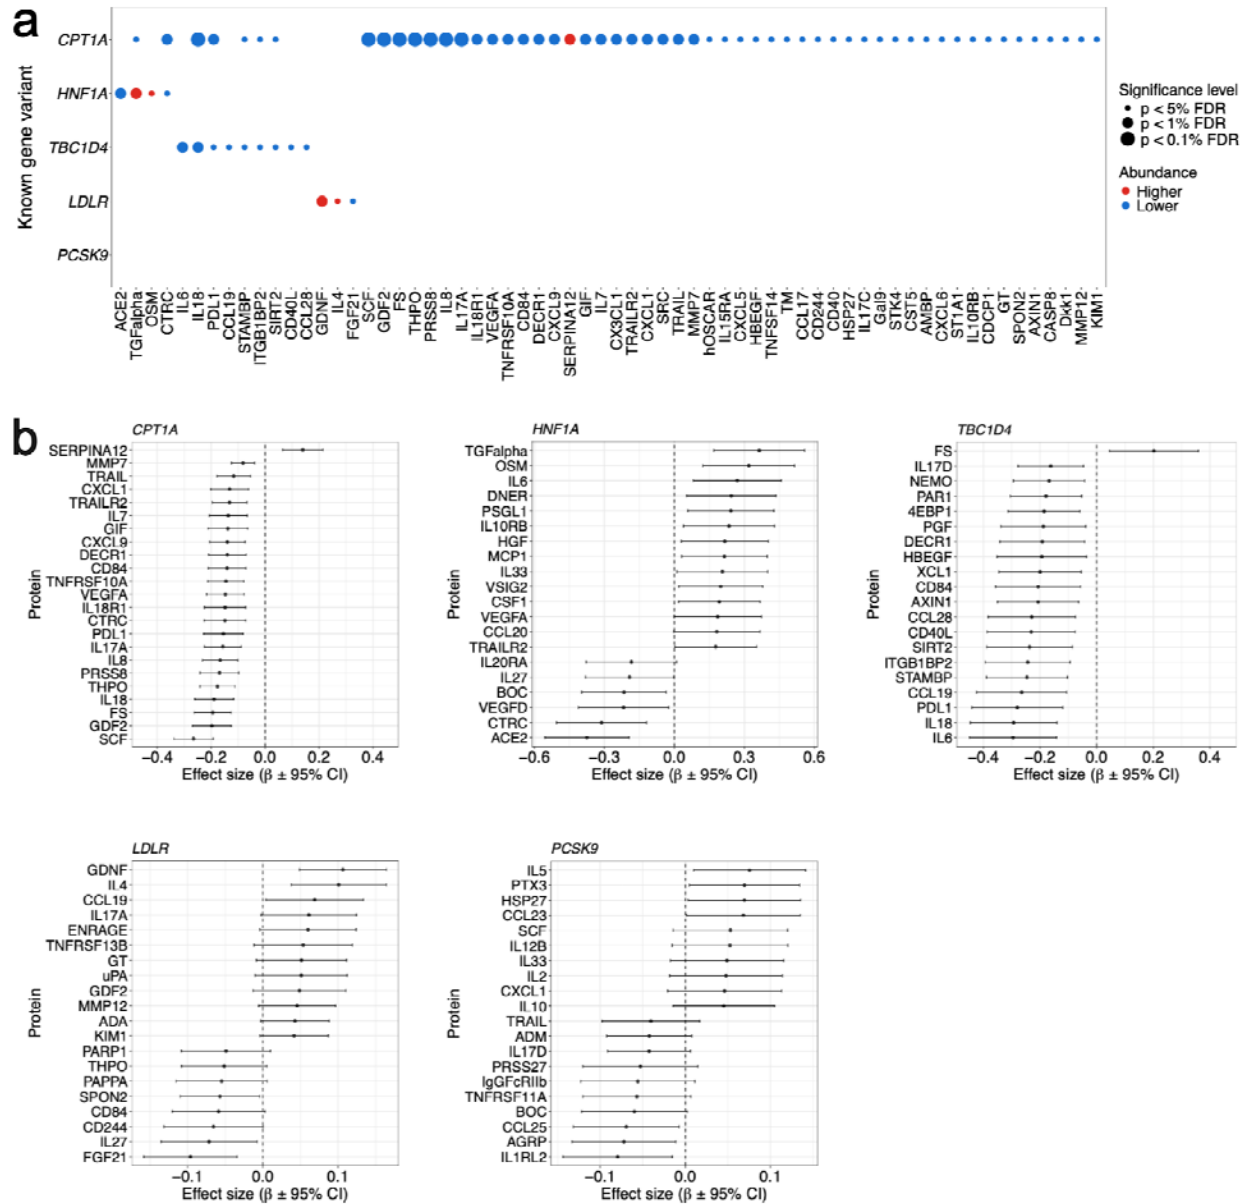 a
Known gene variant
CPT1A
HNF1A
TBC1D4
LDLR
PCSK9
ACE2
TGFalpha
OSM
CTRC
IL6
IL18
PDL1
CCL19
STAMBP
ITGB1BP2
SIRT2
CD40L
CCL28
GDNF
IL4
FGF21
SCF
GDF2
FS
THPO
PRSS8
IL8
IL17A
IL18R1
VEGFA
TNFRSF10A
CD84
DECR1
CXCL9
SERPINA12
GIF
IL7
CX3CL1
TRAILR2
CXCL1
SRC
TRAIL
MMP7
hOSCAR
IL15RA
CXCL5
HBEGF
TNFSF14
TM
CCL17
CD244
CD40
HSP27
IL17C
Gal9
STK4
CST5
AMBP
CXCL6
ST1A1
IL10RB
CDCP1
GT
SPON2
AXIN1
CASP8
Dkk1
MMP12
KIM1
Significance level
p < 5% FDR
p < 1% FDR
p < 0.1% FDR
Abundance
Higher
Lower
b
CPT1A
Protein
SERPINA12
MMP7
TRAIL
CXCL1
TRAILR2
IL7
GIF
CXCL9
DECR1
CD84
TNFRSF10A
VEGFA
IL18R1
CTRC
PDL1
IL17A
IL8
PRSS8
THPO
IL18
FS
GDF2
SCF
−0.4 −0.2 0.0 0.2 0.4
Effect size (β ± 95% CI)
HNF1A
Protein
TGFalpha
OSM
IL6
DNER
PSGL1
IL10RB
HGF
MCP1
IL33
VSIG2
CSF1
VEGFA
CCL20
TRAILR2
IL20RA
IL27
BOC
VEGFD
CTRC
ACE2
−0.6 −0.3 0.0 0.3 0.6
Effect size (β ± 95% CI)
TBC1D4
Protein
FS
IL17D
NEMO
PAR1
4EBP1
PGF
DECR1
HBEGF
XCL1
CD84
AXIN1
CCL28
CD40L
SIRT2
ITGB1BP2
STAMBP
CCL19
PDL1
IL18
IL6
−0.4 −0.2 0.0 0.2 0.4
Effect size (β ± 95% CI)
LDLR
Protein
GDNF
IL4
CCL19
IL17A
ENRAGE
TNFRSF13B
GT
uPA
GDF2
MMP12
ADA
KIM1
PARP1
THPO
PAPPA
SPON2
CD84
CD244
IL27
FGF21
−0.1 0.0 0.1
Effect size (β ± 95% CI)
PCSK9
Protein
IL5
PTX3
HSP27
CCL23
SCF
IL12B
IL33
IL2
CXCL1
IL10
TRAIL
ADM
IL17D
PRSS27
IgGFcRIIb
TNFRSF11A
BOC
CCL25
AGRP
IL1RL2
−0.1 0.0 0.1
Effect size (β ± 95% CI)